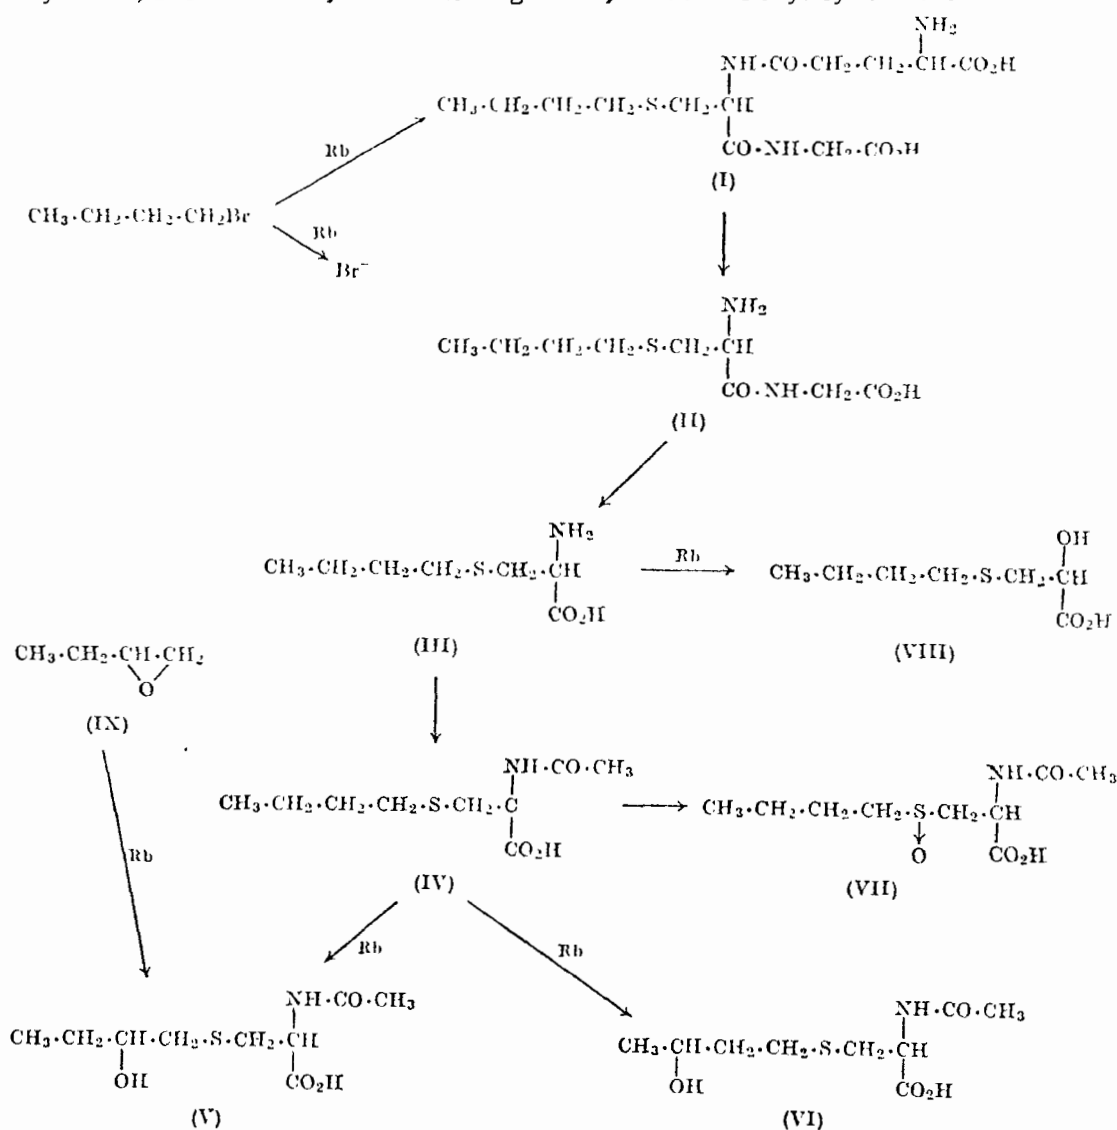 NH₂
NH·CO·CH₂·CH₂·CH·CO₂H
CH₃·CH₂·CH₂·CH₂·S·CH₂·CH
CO·NH·CH₂·CO₂H
(I)
Rb
CH₃·CH₂·CH₂·CH₂Br
Rb
Br⁻
NH₂
CH₃·CH₂·CH₂·CH₂·S·CH₂·CH
CO·NH·CH₂·CO₂H
(II)
NH₂
CH₃·CH₂·CH₂·CH₂·S·CH₂·CH
CO₂H
(III)
Rb
OH
CH₃·CH₂·CH₂·CH₂·S·CH₂·CH
CO₂H
(VIII)
CH₃·CH₂·CH·CH₂
O
(IX)
NH·CO·CH₃
CH₃·CH₂·CH₂·CH₂·S·CH₂·C
CO₂H
(IV)
NH·CO·CH₃
CH₃·CH₂·CH₂·CH₂·S·CH₂·CH
O CO₂H
(VII)
Rb
Rb
Rb
NH·CO·CH₃
CH₃·CH₂·CH·CH₂·S·CH₂·CH
OH CO₂H
(V)
NH·CO·CH₃
CH₃·CH·CH₂·CH₂·S·CH₂·CH
OH CO₂H
(VI)